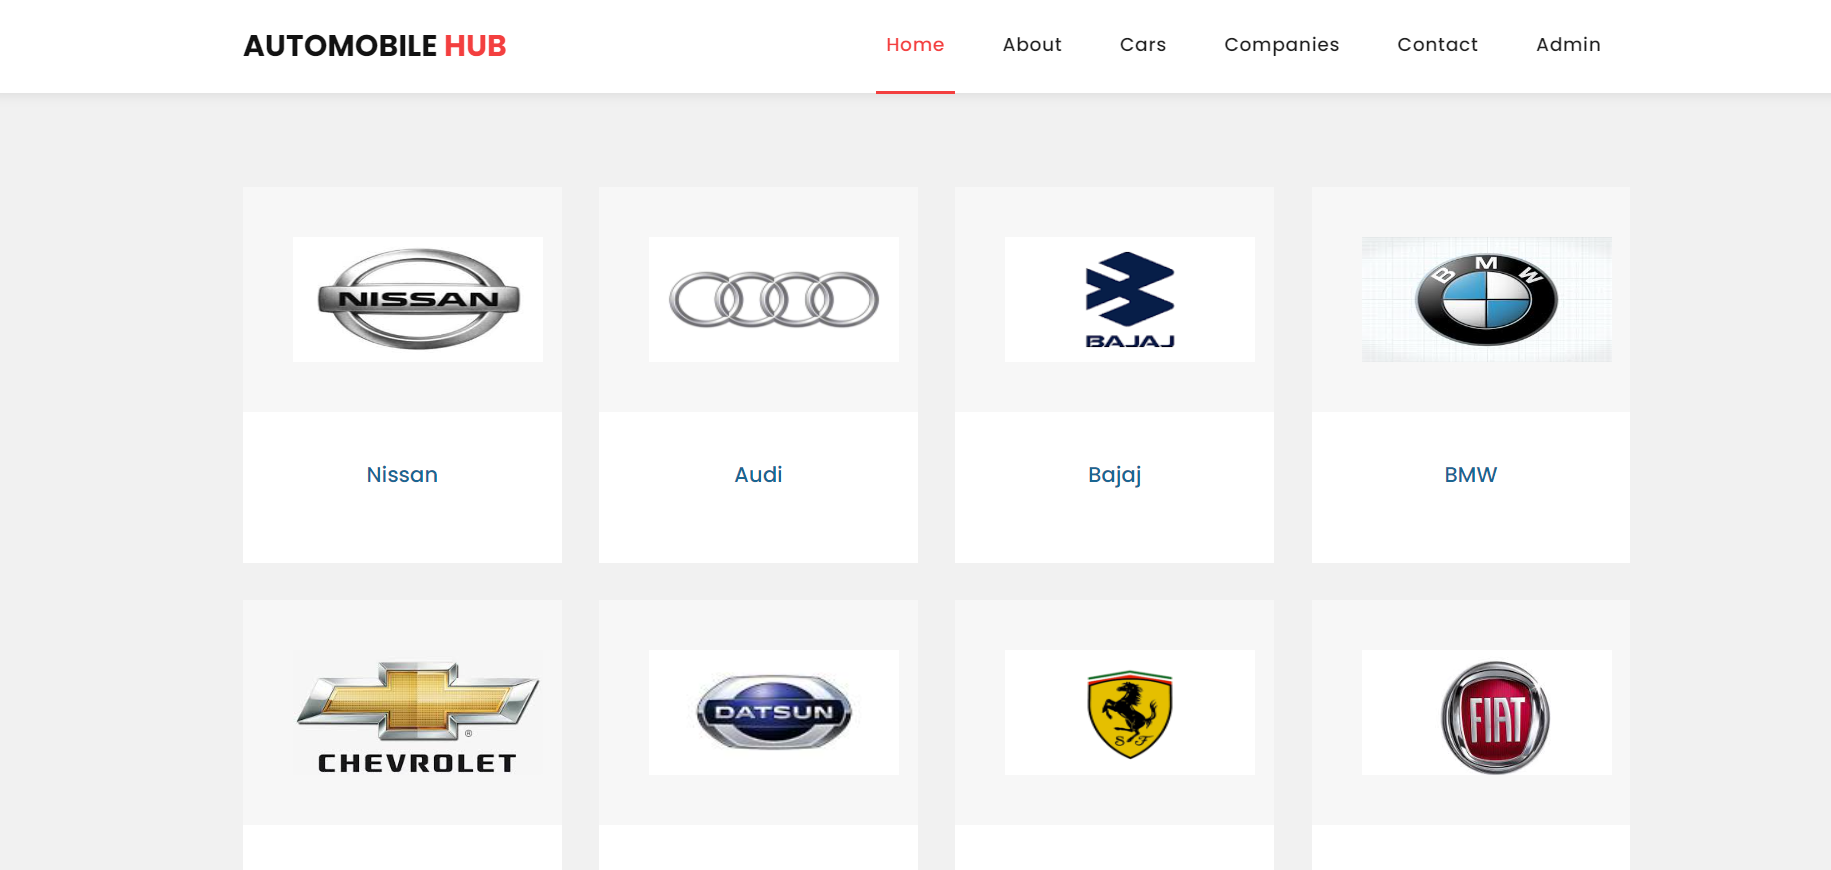 AUTOMOBILE HUB
Home About Cars Companies Contact Admin
NISSAN
BAJAJ
BMW
Nissan
Audi
Bajaj
BMW
CHEVROLET
®
DATSUN
S F
FIAT